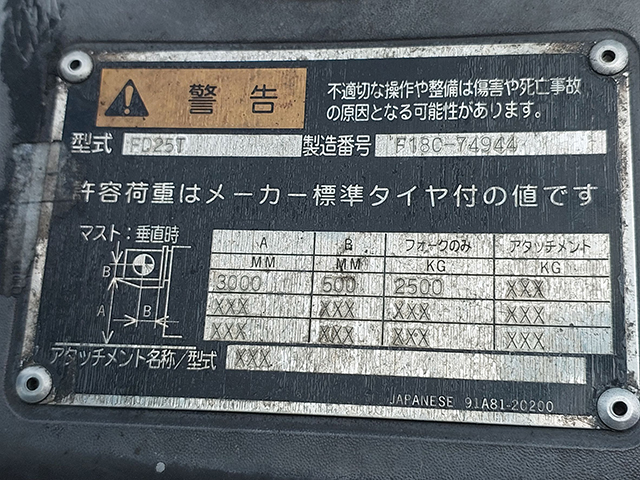 警告
不適切な操作や整備は傷害や死亡事故
の原因となる可能性があります。
型式 FD25T 製造番号 F18C-74944
許容荷重はメーカー標準タイヤ付の値です
マスト:垂直時
A B フォークのみ アタッチメント
MM MM KG KG
3000 500 2500 XXX
XXX XXX XXX XXX
XXX XXX XXX XXX
B
A B
アタッチメント名称/型式 XXX
JAPANESE 91A81-20200